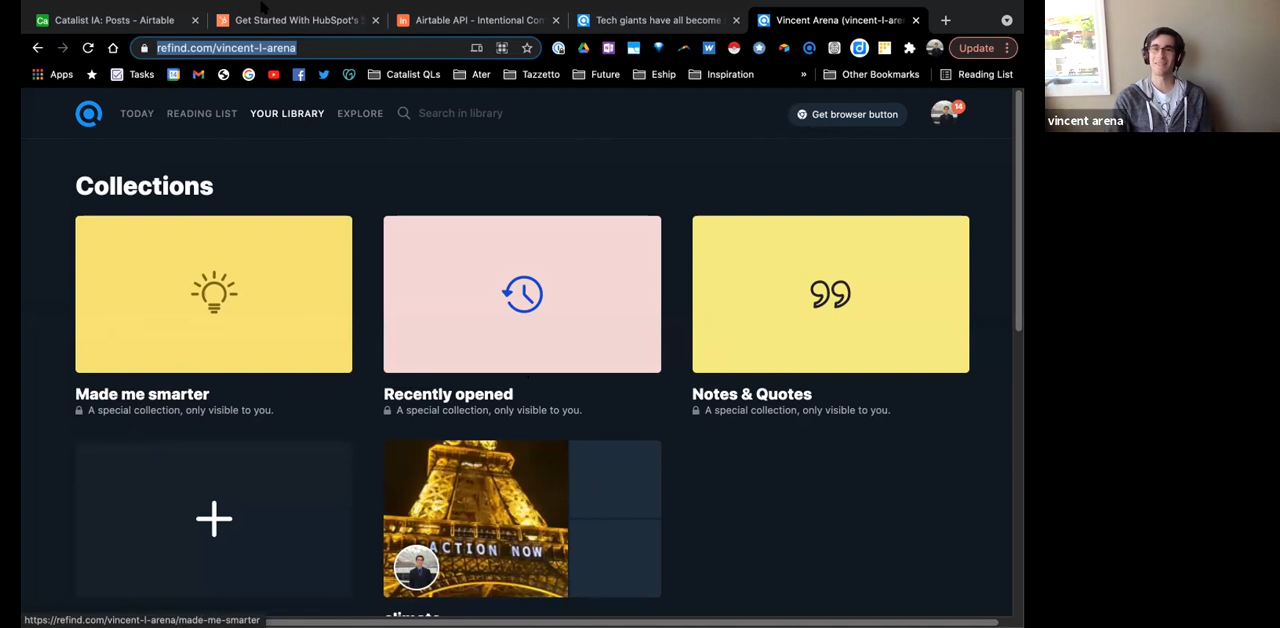 Catalist IA: Posts - Airtable
Get Started With HubSpot's
Airtable API - Intentional Con
Tech giants have all become
Vincent Arena (vincent-l-are
refind.com/vincent-l-arena
Update
Apps
Tasks
Catalist QLs
Ater
Tazzetto
Future
Eship
Inspiration
»
Other Bookmarks
Reading List
vincent arena
TODAY
READING LIST
YOUR LIBRARY
EXPLORE
Search in library
Get browser button
14
Collections
Made me smarter
A special collection, only visible to you.
Recently opened
A special collection, only visible to you.
Notes & Quotes
A special collection, only visible to you.
ACTION NOW
climate
https://refind.com/vincent-l-arena/made-me-smarter